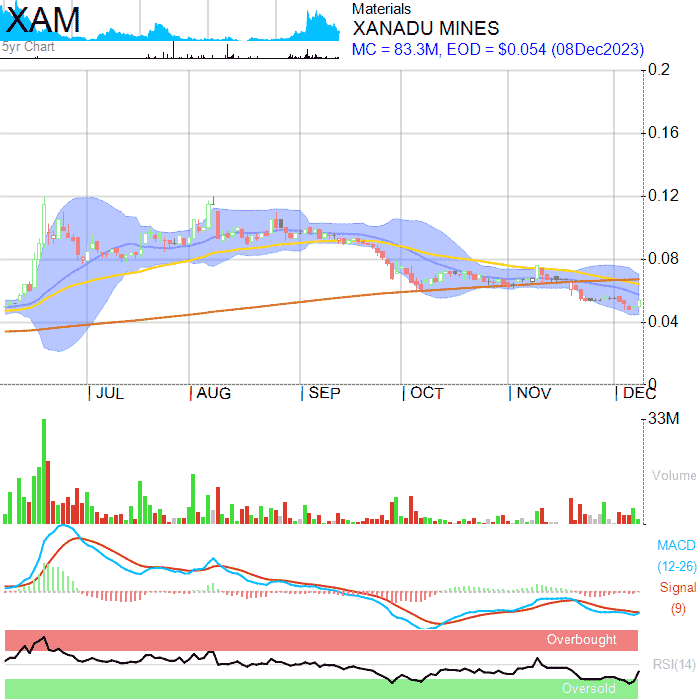 XAM
5yr Chart
Materials
XANADU MINES
MC = 83.3M, EOD = $0.054 (08Dec2023)
0.2
0.16
0.12
0.08
0.04
0
JUL AUG SEP OCT NOV DEC
33M
Volume
MACD
(12-26)
Signal
(9)
Overbought
RSI(14)
Oversold